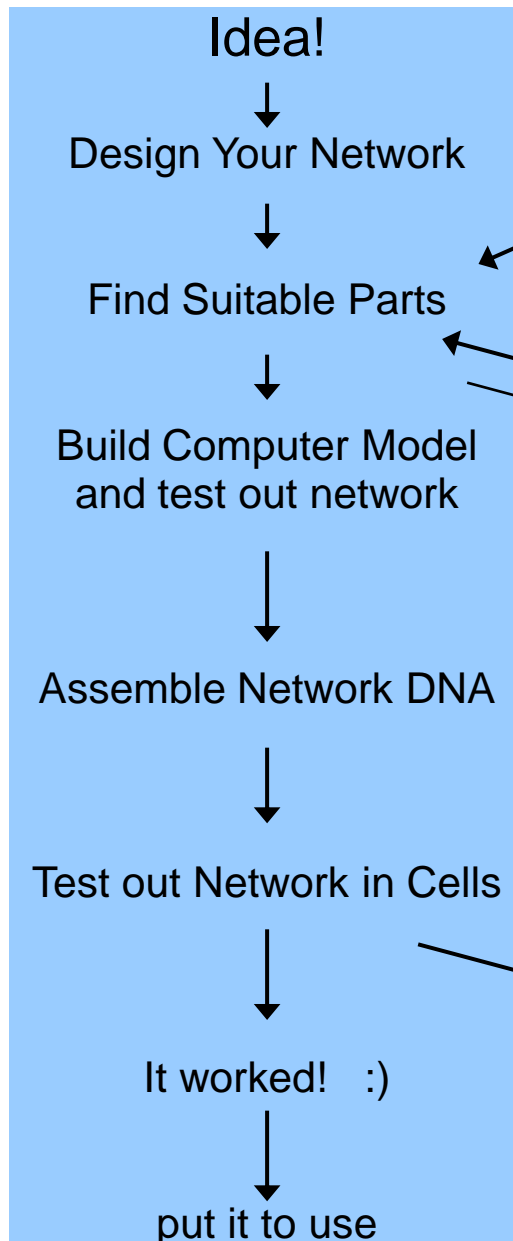 Idea!
Design Your Network
Find Suitable Parts
Build Computer Model
and test out network
Assemble Network DNA
Test out Network in Cells
It worked! :)
put it to use